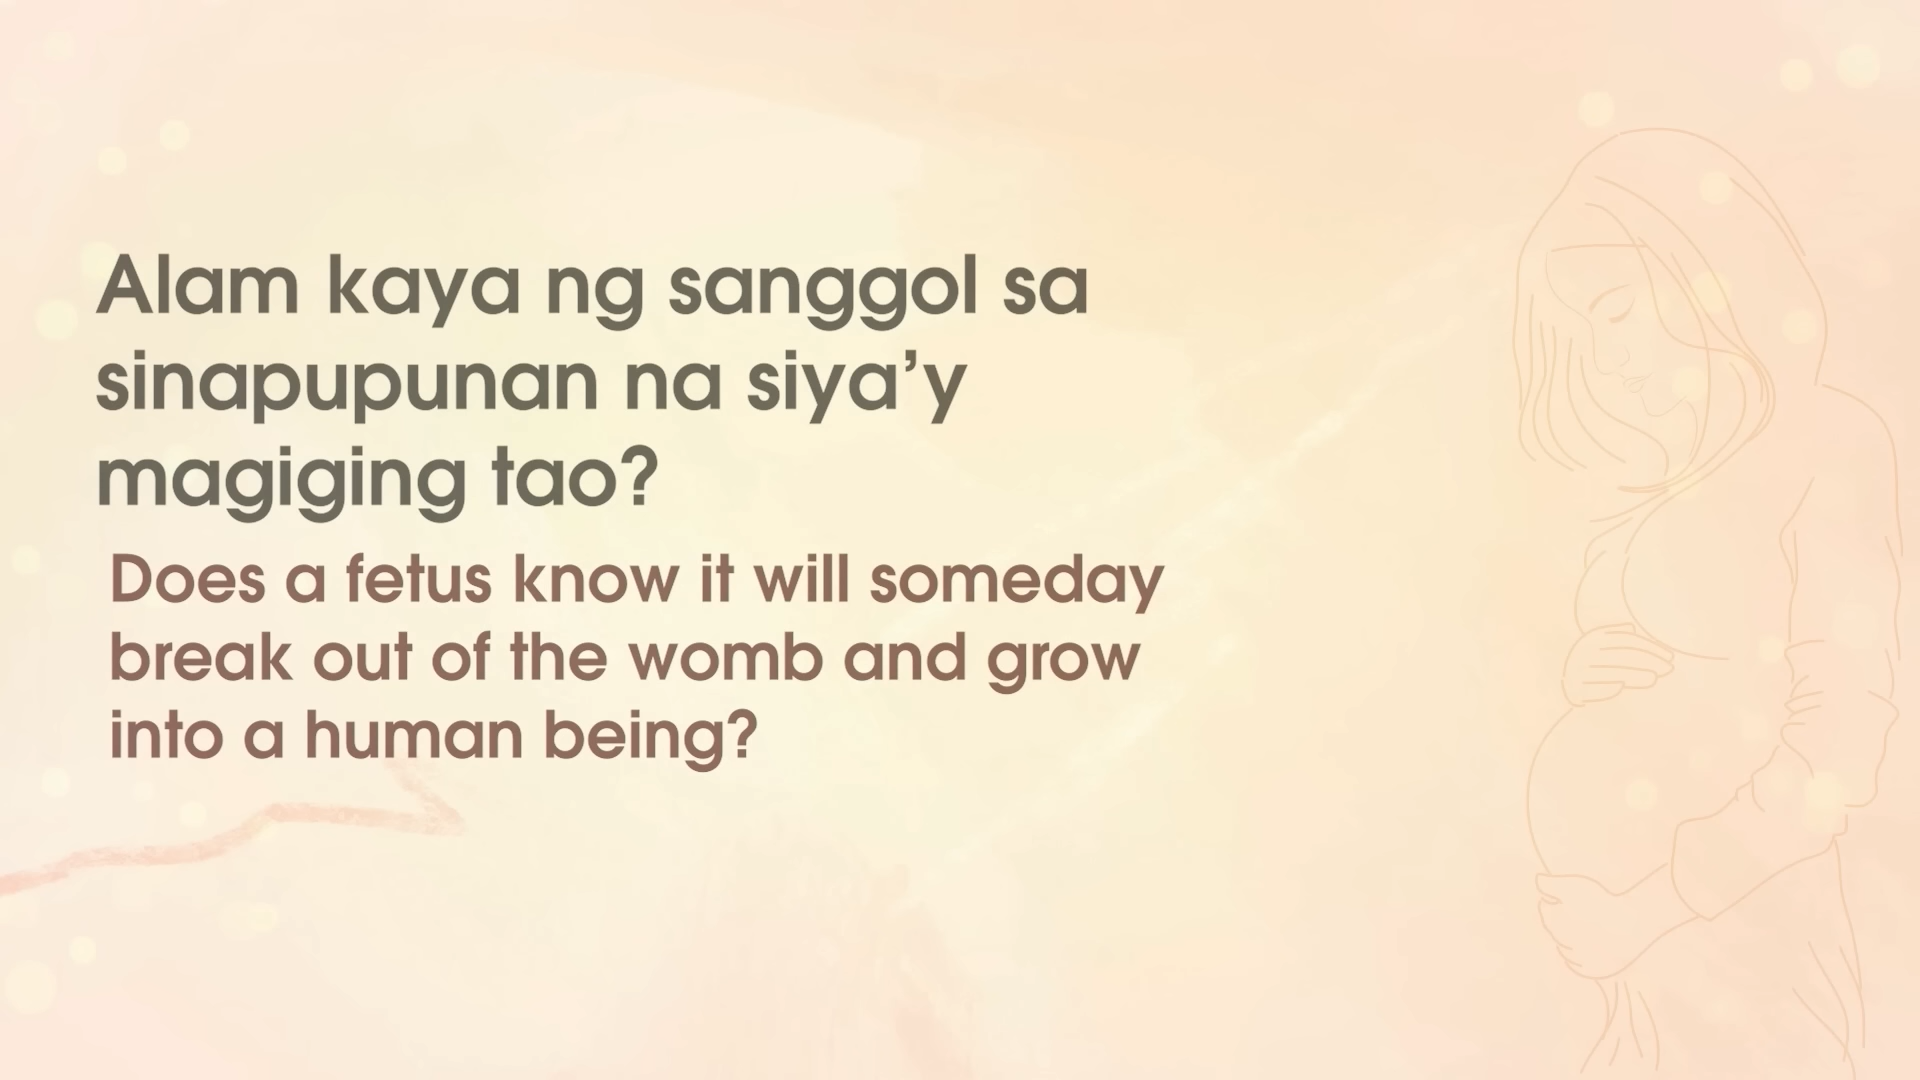 Alam kaya ng sanggol sa
sinapupunan na siya’y
magiging tao?
Does a fetus know it will someday
break out of the womb and grow
into a human being?